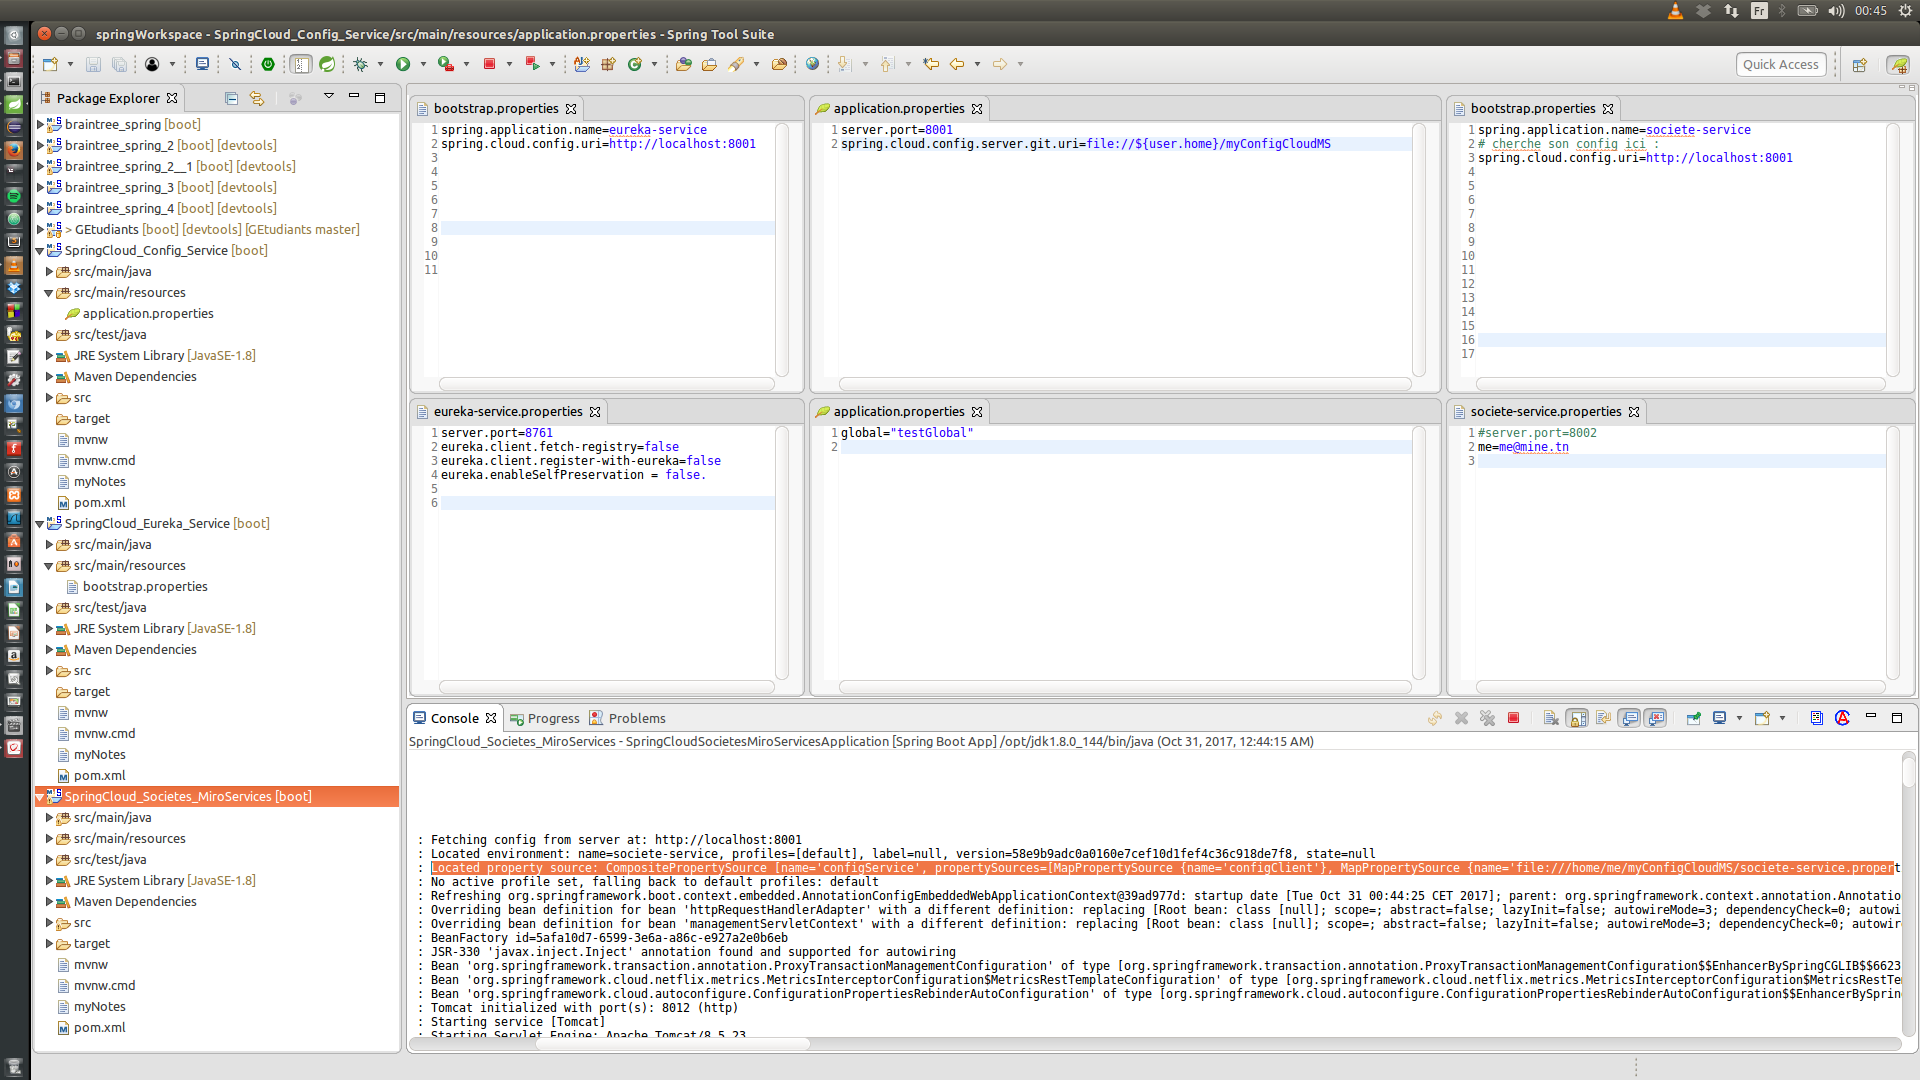 Fr
00:45
springWorkspace - SpringCloud_Config_Service/src/main/resources/application.properties - Spring Tool Suite
Quick Access
Package Explorer
braintree_spring [boot]
braintree_spring_2 [boot] [devtools]
braintree_spring_2__1 [boot] [devtools]
braintree_spring_3 [boot] [devtools]
braintree_spring_4 [boot] [devtools]
> GEtudiants [boot] [devtools] [GEtudiants master]
SpringCloud_Config_Service [boot]
src/main/java
src/main/resources
application.properties
src/test/java
JRE System Library [JavaSE-1.8]
Maven Dependencies
src
target
mvnw
mvnw.cmd
myNotes
pom.xml
SpringCloud_Eureka_Service [boot]
src/main/java
src/main/resources
bootstrap.properties
src/test/java
JRE System Library [JavaSE-1.8]
Maven Dependencies
src
target
mvnw
mvnw.cmd
myNotes
pom.xml
SpringCloud_Societes_MiroServices [boot]
src/main/java
src/main/resources
src/test/java
JRE System Library [JavaSE-1.8]
Maven Dependencies
src
target
mvnw
mvnw.cmd
myNotes
pom.xml
bootstrap.properties
1 spring.application.name=eureka-service
2 spring.cloud.config.uri=http://localhost:8001
3
4
5
6
7
8
9
10
11
application.properties
1 server.port=8001
2 spring.cloud.config.server.git.uri=file://${user.home}/myConfigCloudMS
bootstrap.properties
1 spring.application.name=societe-service
2 # cherche son config ici :
3 spring.cloud.config.uri=http://localhost:8001
4
5
6
7
8
9
10
11
12
13
14
15
16
17
eureka-service.properties
1 server.port=8761
2 eureka.client.fetch-registry=false
3 eureka.client.register-with-eureka=false
4 eureka.enableSelfPreservation = false.
5
6
application.properties
1 global="testGlobal"
2
societe-service.properties
1 #server.port=8002
2 me=me@mine.tn
3
Console
Progress
Problems
SpringCloud_Societes_MiroServices - SpringCloudSocietesMiroServicesApplication [Spring Boot App] /opt/jdk1.8.0_144/bin/java (Oct 31, 2017, 12:44:15 AM)
: Fetching config from server at: http://localhost:8001
: Located environment: name=societe-service, profiles=[default], label=null, version=58e9b9adc0a0160e7cef10d1fef4c36c918de7f8, state=null
: Located property source: CompositePropertySource [name='configService', propertySources=[MapPropertySource {name='configClient'}, MapPropertySource {name='file:///home/me/myConfigCloudMS/societe-service.propert
: No active profile set, falling back to default profiles: default
: Refreshing org.springframework.boot.context.embedded.AnnotationConfigEmbeddedWebApplicationContext@39ad977d: startup date [Tue Oct 31 00:44:25 CET 2017]; parent: org.springframework.context.annotation.Annotatio
: Overriding bean definition for bean 'httpRequestHandlerAdapter' with a different definition: replacing [Root bean: class [null]; scope=; abstract=false; lazyInit=false; autowireMode=3; dependencyCheck=0; autowi
: Overriding bean definition for bean 'managementServletContext' with a different definition: replacing [Root bean: class [null]; scope=; abstract=false; lazyInit=false; autowireMode=3; dependencyCheck=0; autowire
: BeanFactory id=5afa10d7-6599-3e6a-a86c-e927a2e0b6eb
: JSR-330 'javax.inject.Inject' annotation found and supported for autowiring
: Bean 'org.springframework.transaction.annotation.ProxyTransactionManagementConfiguration' of type [org.springframework.transaction.annotation.ProxyTransactionManagementConfiguration$$EnhancerBySpringCGLIB$$6623
: Bean 'org.springframework.cloud.netflix.metrics.MetricsInterceptorConfiguration$MetricsRestTemplateConfiguration' of type [org.springframework.cloud.netflix.metrics.MetricsInterceptorConfiguration$MetricsRestTem
: Bean 'org.springframework.cloud.autoconfigure.ConfigurationPropertiesRebinderAutoConfiguration' of type [org.springframework.cloud.autoconfigure.ConfigurationPropertiesRebinderAutoConfiguration$$EnhancerBySprin
: Tomcat initialized with port(s): 8012 (http)
: Starting service [Tomcat]
: Starting Servlet Engine: Apache Tomcat/8.5.23